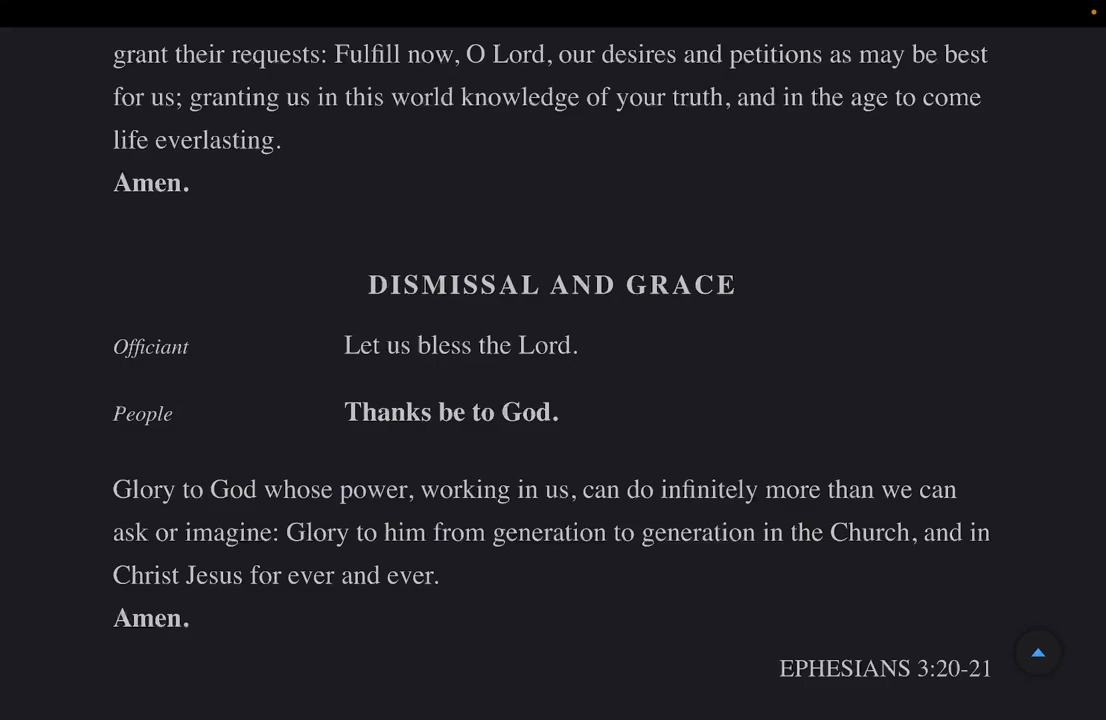 grant their requests: Fulfill now, O Lord, our desires and petitions as may be best
for us; granting us in this world knowledge of your truth, and in the age to come
life everlasting.
Amen.
DISMISSAL AND GRACE
Officiant Let us bless the Lord.
People Thanks be to God.
Glory to God whose power, working in us, can do infinitely more than we can
ask or imagine: Glory to him from generation to generation in the Church, and in
Christ Jesus for ever and ever.
Amen.
EPHESIANS 3:20-21